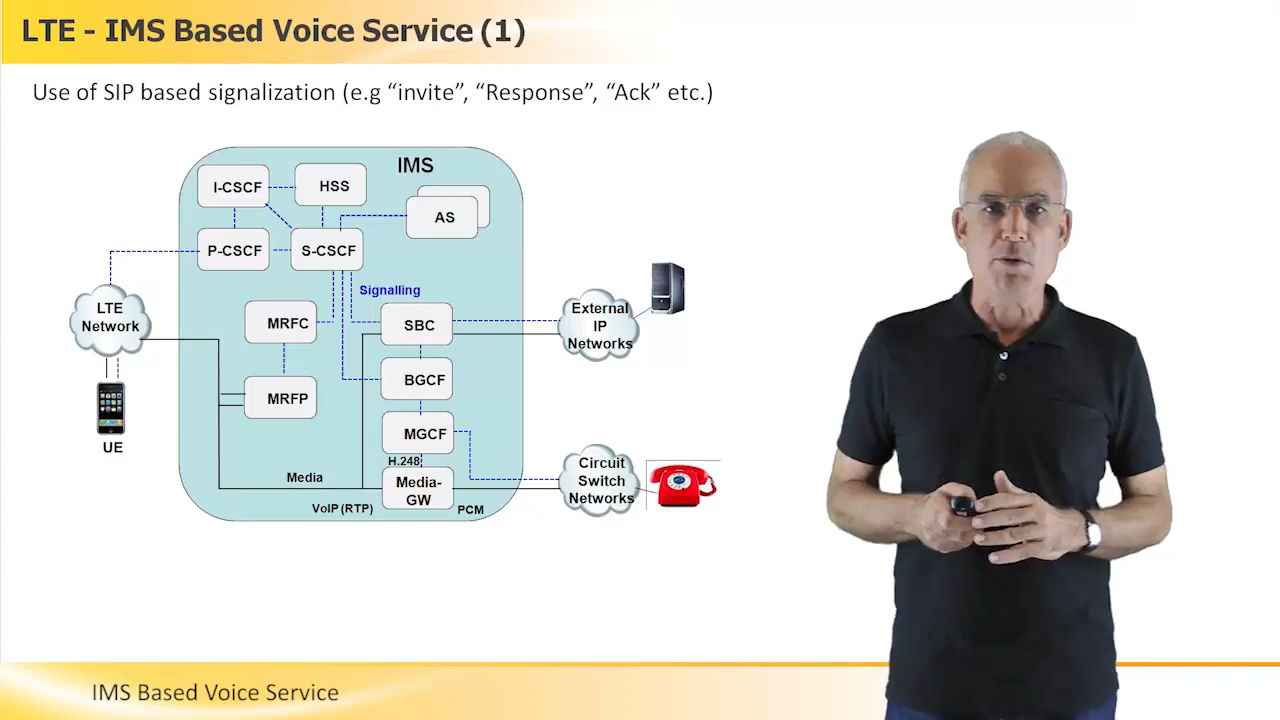 LTE - IMS Based Voice Service (1)
Use of SIP based signalization (e.g “invite”, “Response”, “Ack” etc.)
IMS
I-CSCF
HSS
AS
P-CSCF
S-CSCF
Signalling
LTE
Network
MRFC
SBC
External
IP
Networks
BGCF
MRFP
UE
MGCF
H.248
Media
Media-
GW
Circuit
Switch
Networks
VoIP (RTP)
PCM
IMS Based Voice Service